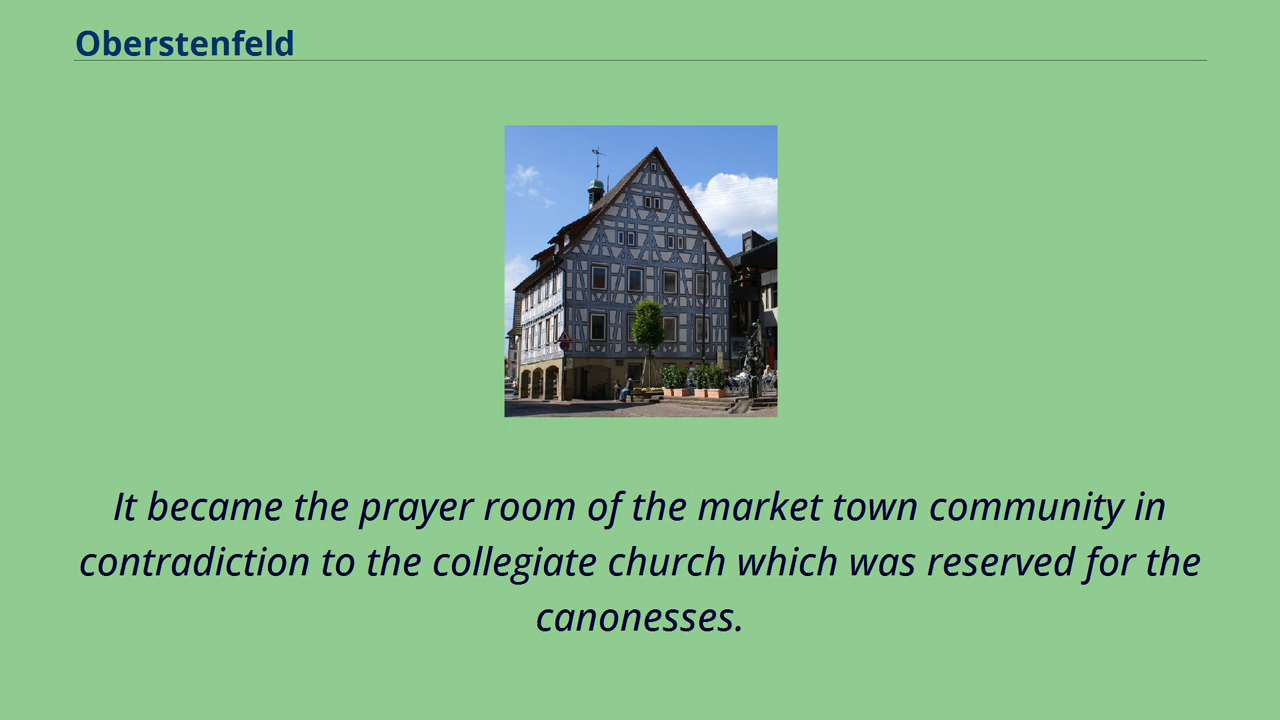 Oberstenfeld
It became the prayer room of the market town community in
contradiction to the collegiate church which was reserved for the
canonesses.